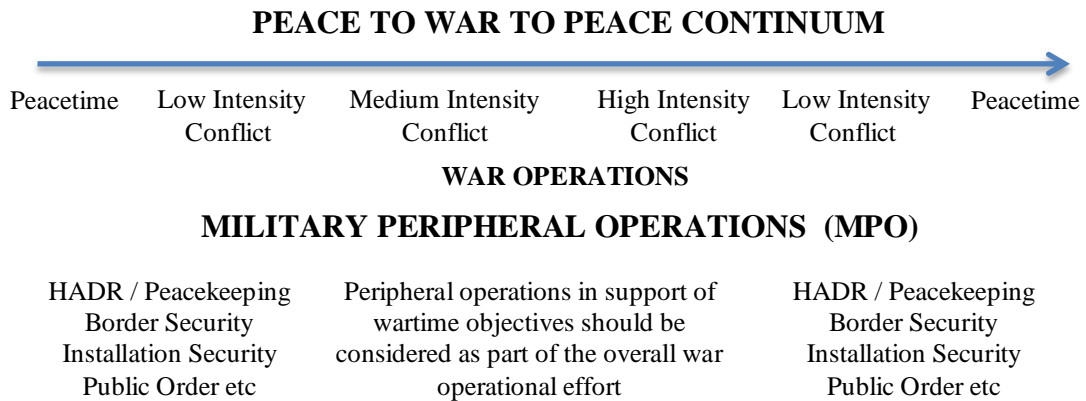 PEACE TO WAR TO PEACE CONTINUUM
Peacetime
Low Intensity
Conflict
Medium Intensity
Conflict
High Intensity
Conflict
Low Intensity
Conflict
Peacetime
WAR OPERATIONS
MILITARY PERIPHERAL OPERATIONS (MPO)
HADR / Peacekeeping
Border Security
Installation Security
Public Order etc
Peripheral operations in support of
wartime objectives should be
considered as part of the overall war
operational effort
HADR / Peacekeeping
Border Security
Installation Security
Public Order etc